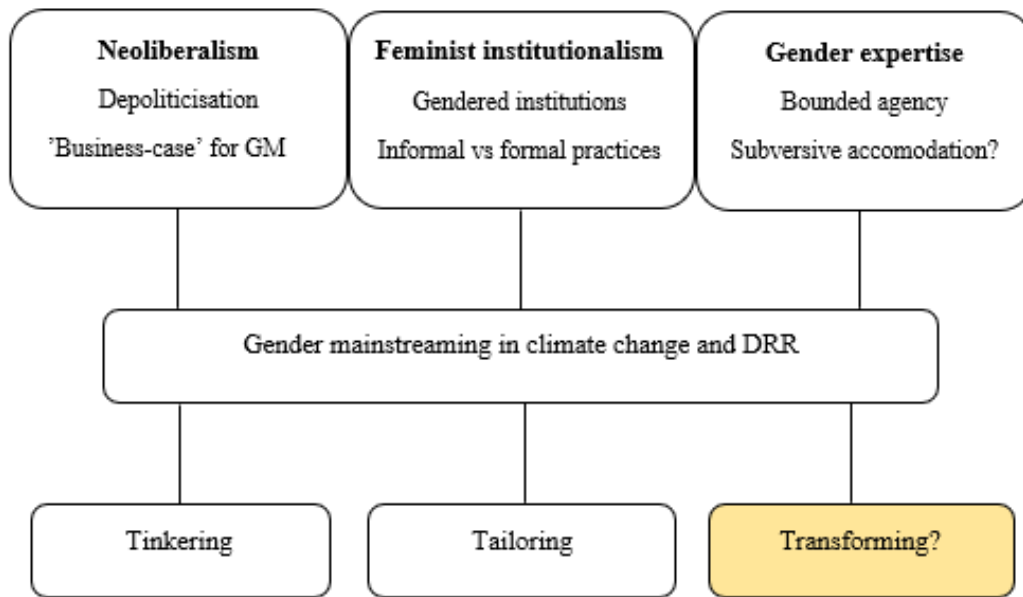 Neoliberalism
Depoliticisation
’Business-case’ for GM
Feminist institutionalism
Gendered institutions
Informal vs formal practices
Gender expertise
Bounded agency
Subversive accomodation?
Gender mainstreaming in climate change and DRR
Tinkering
Tailoring
Transforming?